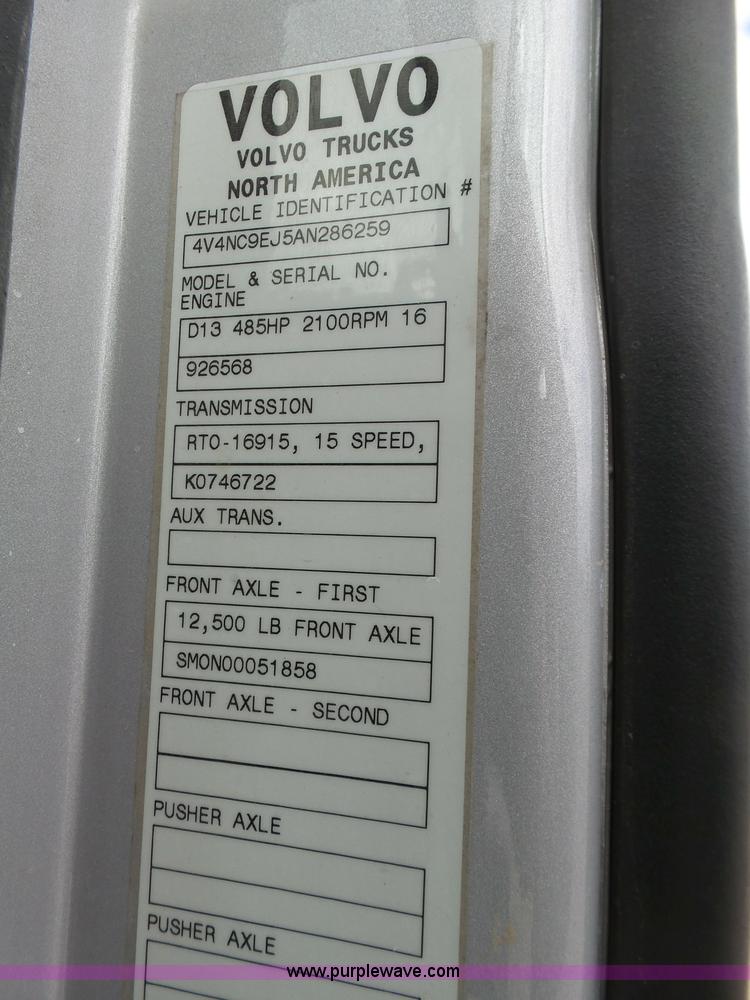 VOLVO
VOLVO TRUCKS
NORTH AMERICA
VEHICLE IDENTIFICATION #
4V4NC9EJ5AN286259
MODEL & SERIAL NO.
ENGINE
D13 485HP 2100RPM 16
926568
TRANSMISSION
RTO-16915, 15 SPEED,
K0746722
AUX TRANS.
FRONT AXLE - FIRST
12,500 LB FRONT AXLE
SMON00051858
FRONT AXLE - SECOND
PUSHER AXLE
PUSHER AXLE
www.purplewave.com